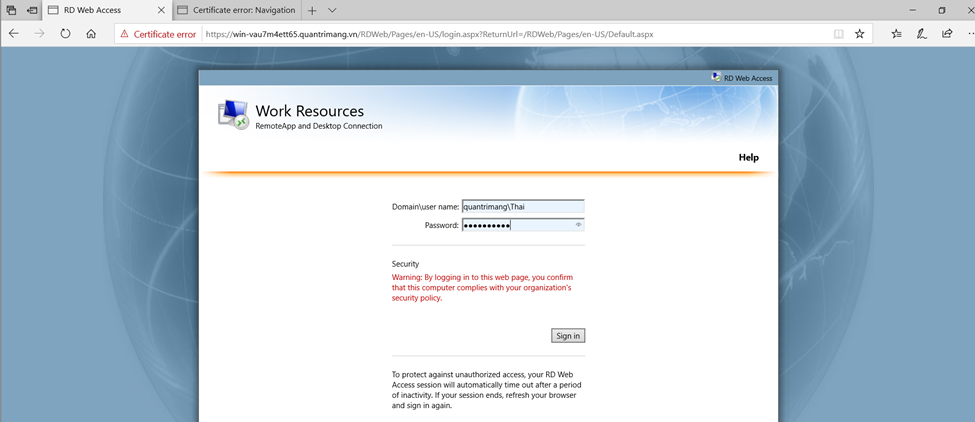 RD Web Access
Certificate error: Navigation
Certificate error https://win-vau7m4ett65.quantrimang.vn/RDWeb/Pages/en-US/login.aspx?ReturnUrl=/RDWeb/Pages/en-US/Default.aspx
RD Web Access
Work Resources
RemoteApp and Desktop Connection
Help
Domain\user name: quantrimang\Thai
Password: ••••••••••
Security
Warning: By logging in to this web page, you confirm
that this computer complies with your organization's
security policy.
Sign in
To protect against unauthorized access, your RD Web
Access session will automatically time out after a period
of inactivity. If your session ends, refresh your browser
and sign in again.